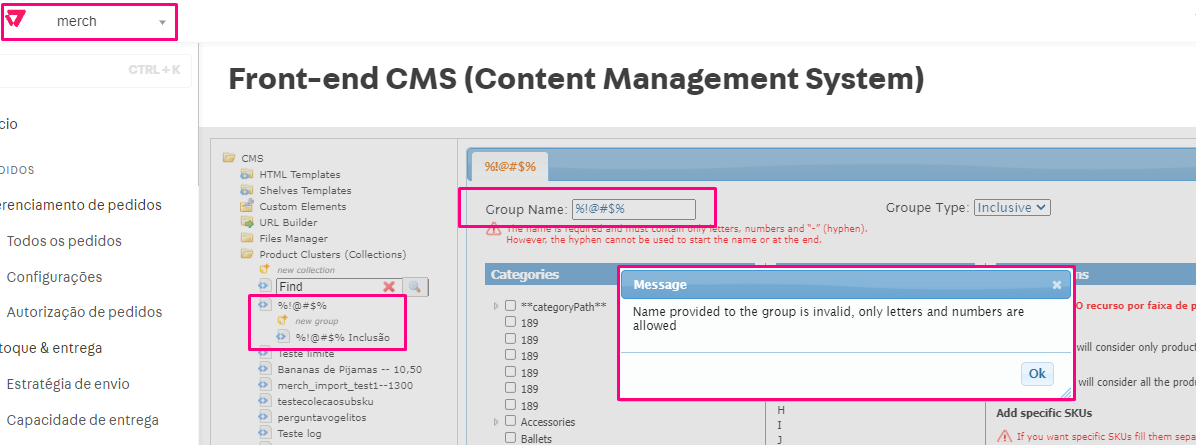 merch
CTRL + K
Front-end CMS (Content Management System)
cio
DIDOS
erenciamento de pedidos
Todos os pedidos
Configurações
Autorização de pedidos
toque & entrega
Estratégia de envio
Capacidade de entrega
CMS
HTML Templates
Shelves Templates
Custom Elements
URL Builder
Files Manager
Product Clusters (Collections)
new collection
Find
%!@#$%
new group
%!@#$% Inclusão
Teste limite
Bananas de Pijamas -- 10,50
merch_import_test1--1300
testecolecaosubsku
perguntavogelitos
Teste log
%!@#$%
Group Name: %!@#$%
Groupe Type: Inclusive
The name is required and must contain only letters, numbers and "-" (hyphen).
However, the hyphen cannot be used to start the name or at the end.
Categories
**categoryPath**
189
189
189
189
189
189
Accessories
Ballets
ns
O recurso por faixa de p
will consider only product
will consider all the prod
H
I
J
Add specific SKUs
If you want specific SKUs fill them sepa
Message
Name provided to the group is invalid, only letters and numbers are
allowed
Ok